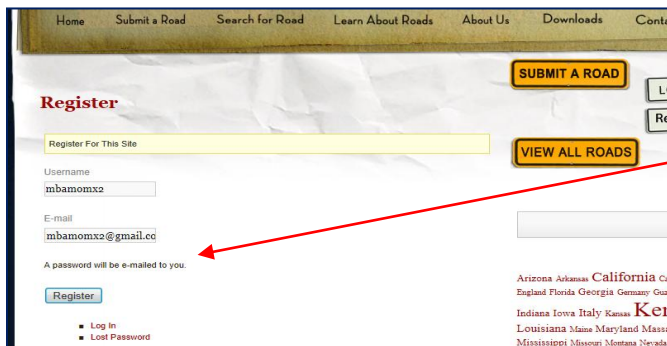 Home Submit a Road Search for Road Learn About Roads About Us Downloads
SUBMIT A ROAD
Register
Register For This Site
VIEW ALL ROADS
Username
mbamomx2
E-mail
mbamomx2@gmail.co
A password will be e-mailed to you.
Register
Log In
Lost Password
Arizona Arkansas California
England Florida Georgia Germany
Indiana Iowa Italy Kansas
Louisiana Maine Maryland
Mississippi Missouri Montana Nevada